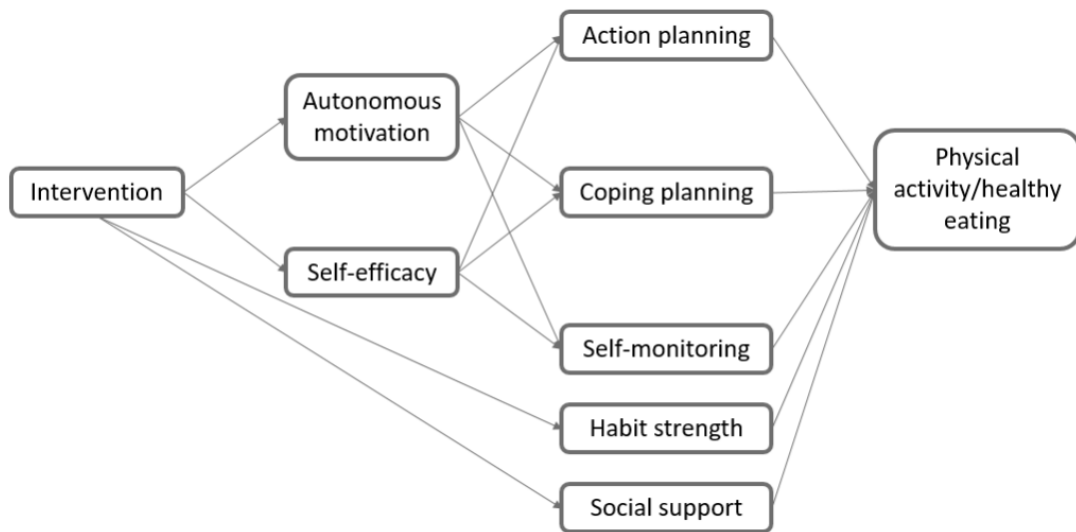 Intervention
Autonomous
motivation
Self-efficacy
Action planning
Coping planning
Self-monitoring
Habit strength
Social support
Physical
activity/healthy
eating